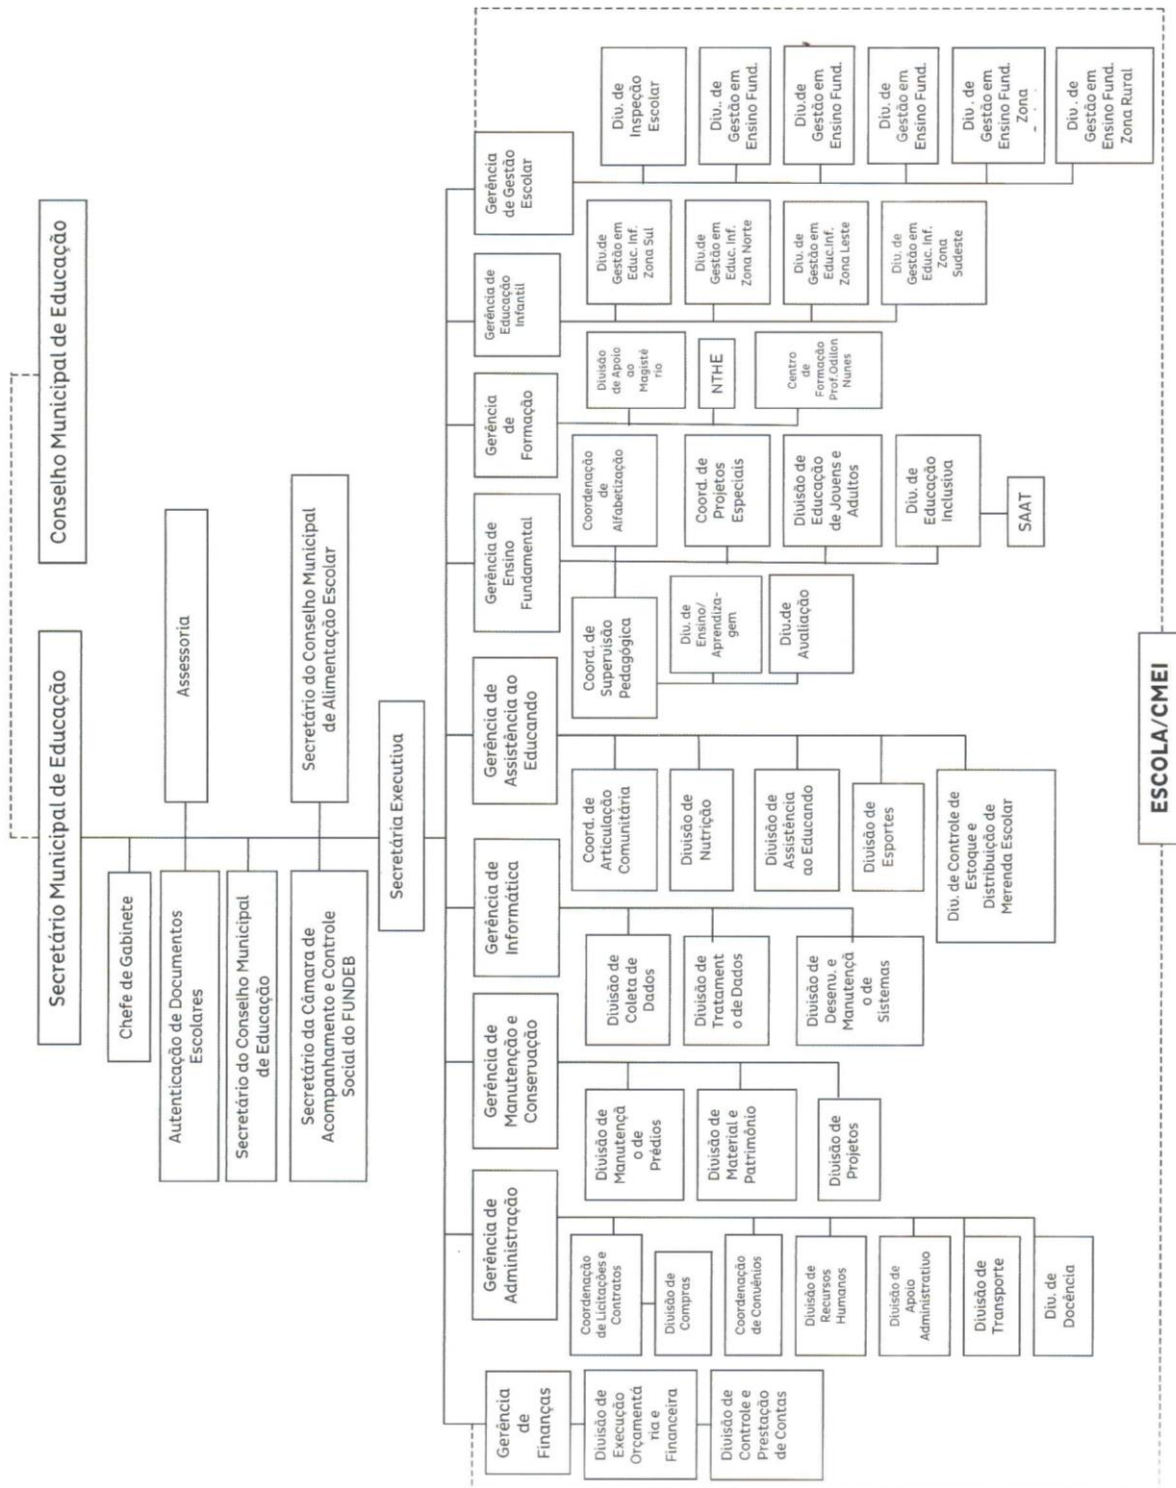 Secretário Municipal de Educação
Conselho Municipal de Educação
Chefe de Gabinete
Autenticação de Documentos
Escolares
Assessoria
Secretário do Conselho Municipal
de Educação
Secretário da Câmara de
Acompanhamento e Controle
Social do FUNDEB
Secretário do Conselho Municipal
de Alimentação Escolar
Secretária Executiva
Gerência
de
Finanças
Divisão de
Execução
Orçamentá
ria e
Financeira
Divisão de
Controle e
Prestação
de Contas
Gerência de
Administração
Coordenação
de Licitações e
Contratos
Divisão de
Compras
Coordenação
de Convênios
Divisão de
Recursos
Humanos
Divisão de
Apoio
Administrativo
Divisão de
Transporte
Div. de
Docência
Gerência de
Manutenção e
Conservação
Divisão de
Manutençã
o de
Prédios
Divisão de
Material e
Patrimônio
Divisão de
Projetos
Gerência de
Informática
Divisão de
Coleta de
Dados
Divisão de
Tratament
o de Dados
Divisão de
Desenv. e
Manutençã
o de
Sistemas
Gerência de
Assistência ao
Educando
Coord. de
Articulação
Comunitária
Divisão de
Nutrição
Divisão de
Assistência
ao Educando
Divisão de
Esportes
Div. de Controle de
Estoque e
Distribuição de
Merenda Escolar
Gerência de
Ensino
Fundamental
Coord. de
Supervisão
Pedagógica
Div. de
Ensino/
Aprendiza-
gem
Div.de
Avaliação
Coordenação
de
Alfabetização
Coord. de
Projetos
Especiais
Divisão de
Educação
de Jovens e
Adultos
Div. de
Educação
Inclusiva
SAAT
Gerência
de
Formação
Divisão
de Apoio
ao
Magisté
rio
NTHE
Centro
de
Formação
Prof.Odilon
Nunes
Gerência de
Educação
Infantil
Div.de
Gestão em
Educ. Inf.
Zona Sul
Div.de
Gestão em
Educ. Inf.
Zona Norte
Div. de
Gestão em
Educ.Inf.
Zona Leste
Div. de
Gestão em
Educ. Inf.
Zona
Sudeste
Gerência
de Gestão
Escolar
Div. de
Inspeção
Escolar
Div.. de
Gestão em
Ensino Fund.
Div.de
Gestão em
Ensino Fund.
Div. de
Gestão em
Ensino Fund.
Div . de
Gestão em
Ensino Fund.
Zona
Div . de
Gestão em
Ensino Fund.
Zona Rural
ESCOLA/CMEI